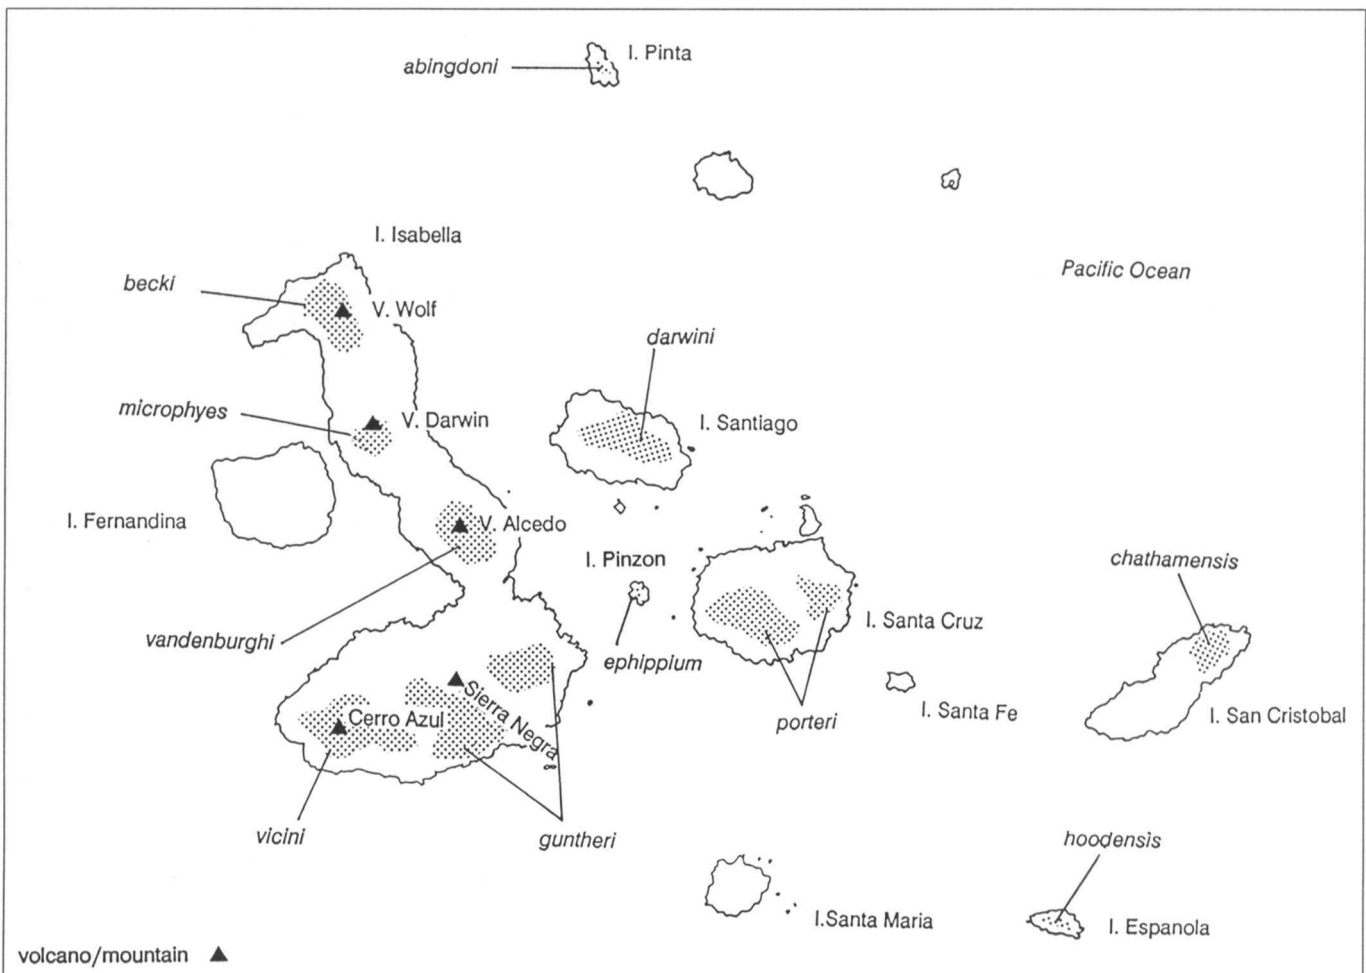 I. Pinta
abingdoni
I. Isabella
Pacific Ocean
becki
V. Wolf
darwini
microphyes
V. Darwin
I. Santiago
I. Fernandina
V. Alcedo
I. Pinzon
chathamensis
vandenburghi
ephippium
I. Santa Cruz
Sierra Negra
Cerro Azul
porteri
I. Santa Fe
I. San Cristobal
vicini
guntheri
hoodensis
I.Santa Maria
I. Espanola
volcano/mountain